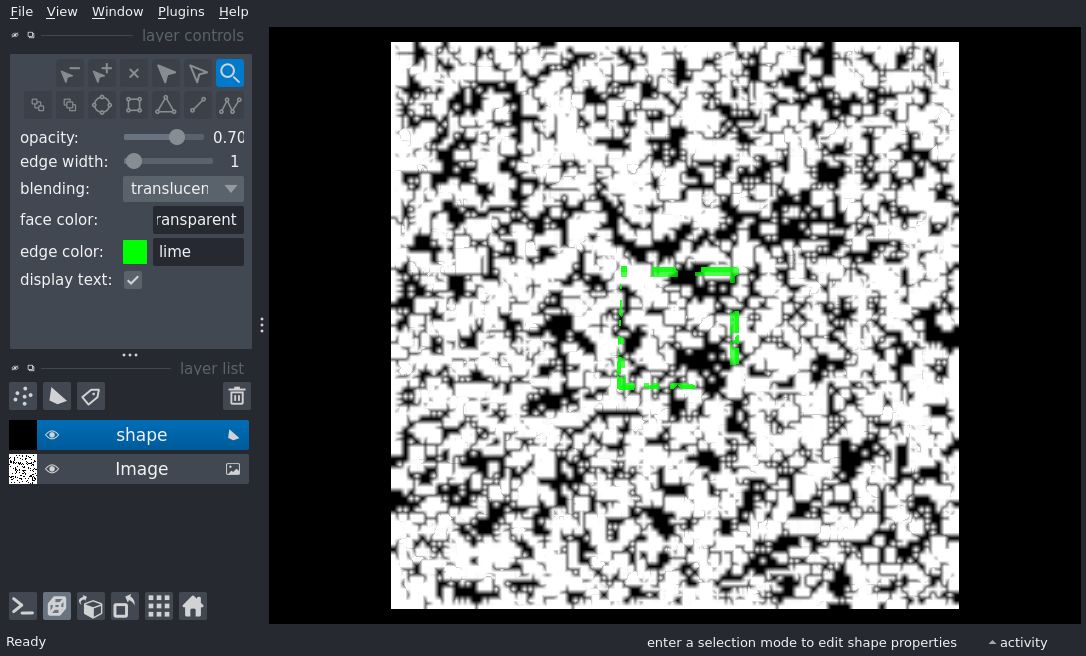 File View Window Plugins Help
layer controls
opacity: 0.70
edge width: 1
blending: translucen
face color: ransparent
edge color: lime
display text:
layer list
shape
Image
Ready
enter a selection mode to edit shape properties
activity